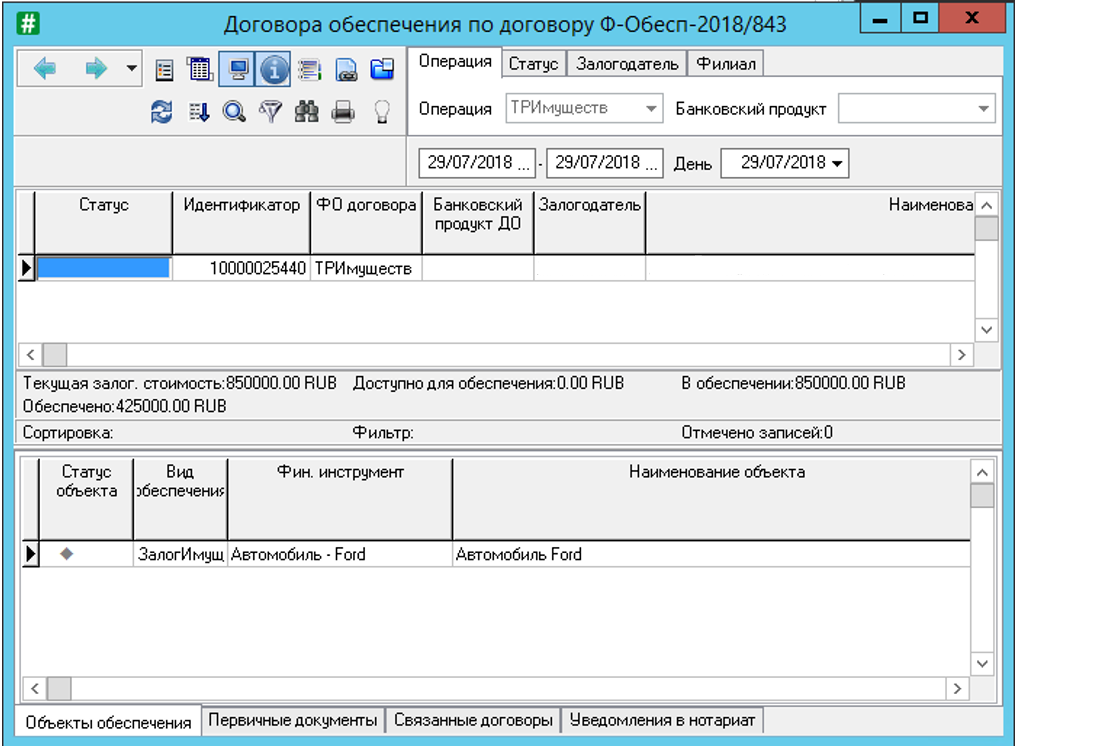 # Договора обеспечения по договору Ф-Обесп-2018/843
Операция Статус Залогодатель Филиал
Операция ТРИмуществ Банковский продукт
29/07/2018 ... - 29/07/2018 ... День 29/07/2018
Статус Идентификатор ФО договора Банковский продукт ДО Залогодатель Наименова
10000025440 ТРИмуществ
Текущая залог. стоимость:850000.00 RUB Доступно для обеспечения:0.00 RUB В обеспечении:850000.00 RUB
Обеспечено:425000.00 RUB
Сортировка: Фильтр: Отмечено записей:0
Статус объекта Вид обеспечения Фин. инструмент Наименование объекта
ЗалогИмущ Автомобиль - Ford Автомобиль Ford
Объекты обеспечения Первичные документы Связанные договоры Уведомления в нотариат